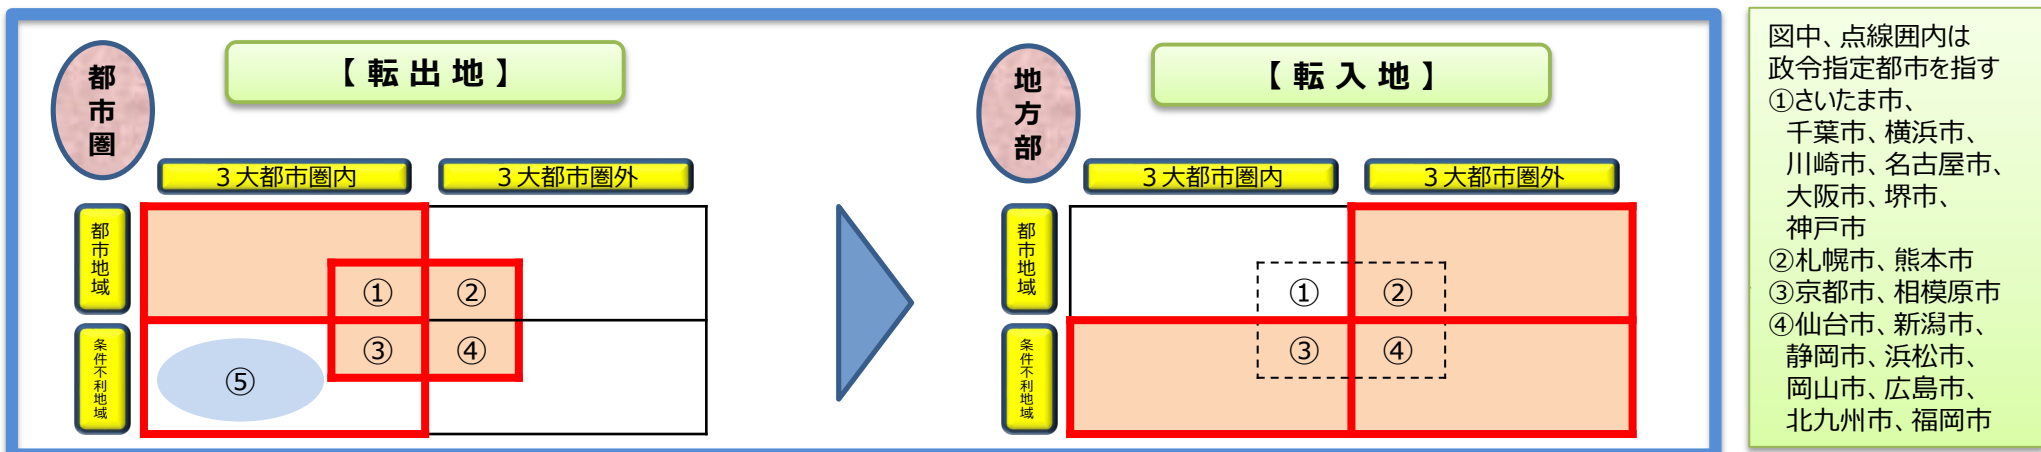 都市圏
【 転 出 地 】
3大都市圏内
3大都市圏外
都市地域
条件不利地域
①
②
③
④
⑤
地方部
【 転 入 地 】
3大都市圏内
3大都市圏外
都市地域
条件不利地域
①
②
③
④
図中、点線囲内は
政令指定都市を指す
①さいたま市、
千葉市、横浜市、
川崎市、名古屋市、
大阪市、堺市、
神戸市
②札幌市、熊本市
③京都市、相模原市
④仙台市、新潟市、
静岡市、浜松市、
岡山市、広島市、
北九州市、福岡市